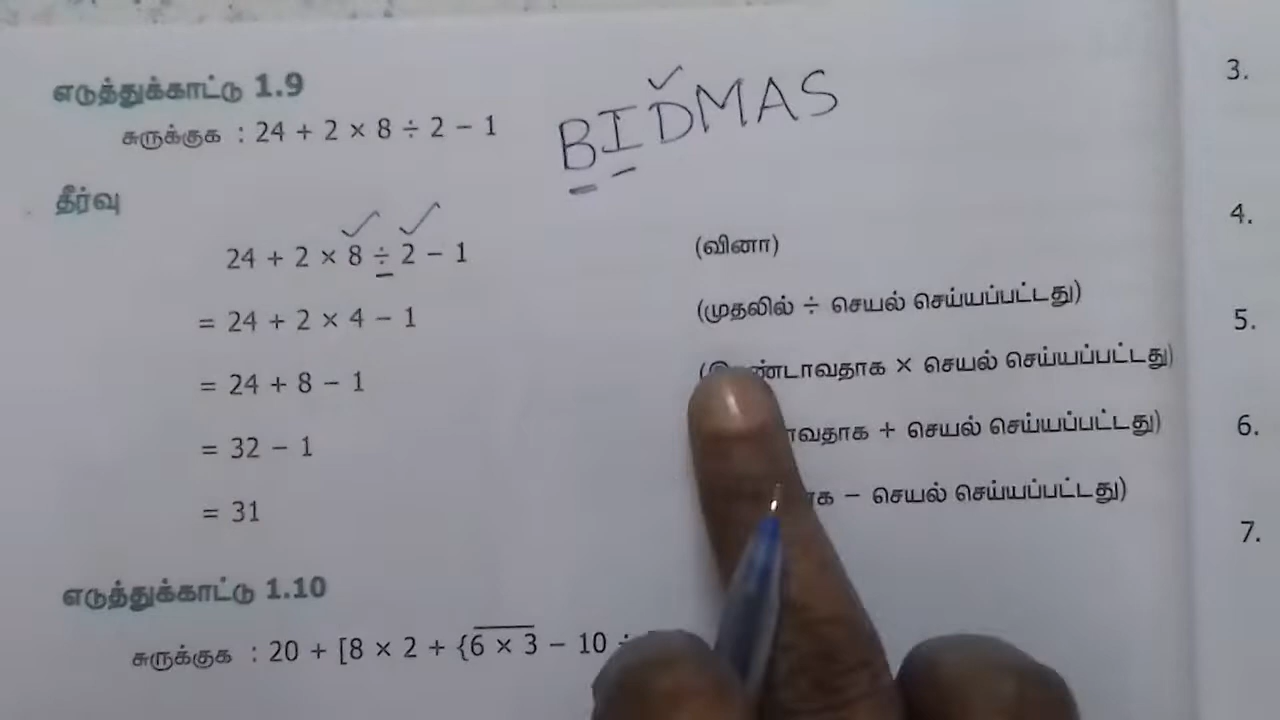 எடுத்துக்காட்டு 1.9
சுருக்குக : 24 + 2 × 8 ÷ 2 − 1
BIDMAS
தீர்வு
24 + 2 × 8 ÷ 2 − 1 (வினா)
= 24 + 2 × 4 − 1 (முதலில் ÷ செயல் செய்யப்பட்டது)
= 24 + 8 − 1 × செயல் செய்யப்பட்டது)
= 32 − 1 + செயல் செய்யப்பட்டது)
= 31 − செயல் செய்யப்பட்டது)
எடுத்துக்காட்டு 1.10
சுருக்குக : 20 + [8 × 2 + {6 × 3 − 10 ÷
3.
4.
5.
6.
7.